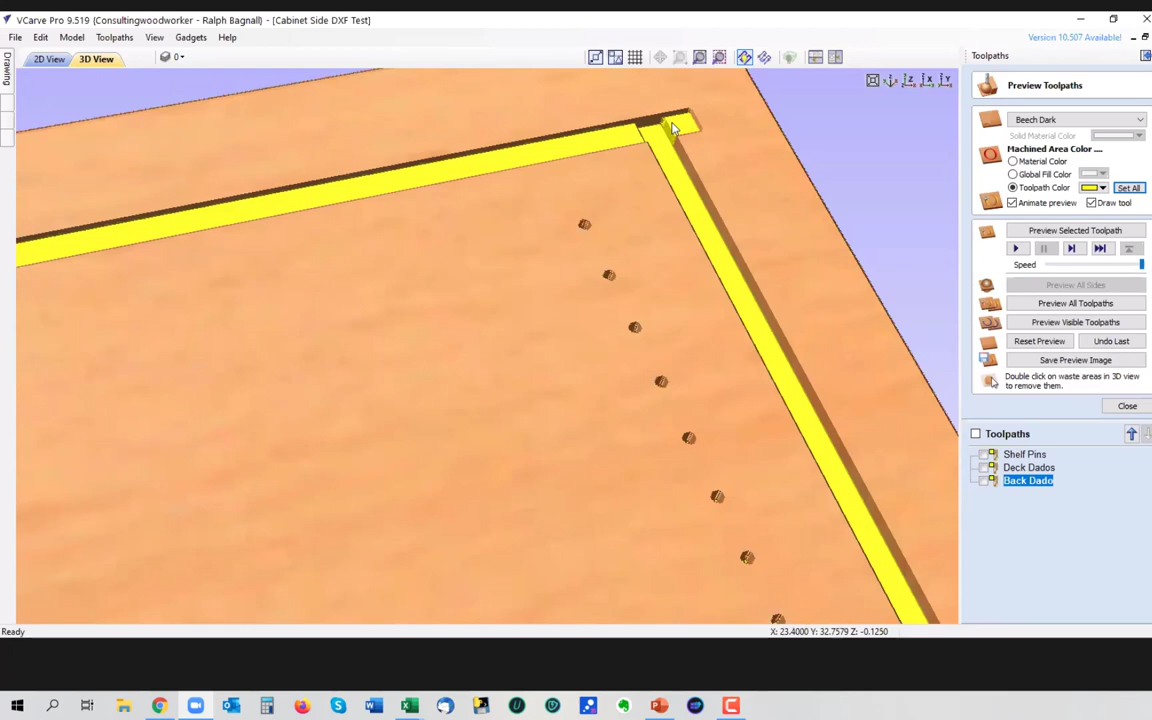 VCarve Pro 9.519 (Consultingwoodworker - Ralph Bagnall) - [Cabinet Side DXF Test]
File Edit Model Toolpaths View Gadgets Help
Version 10.507 Available!
2D View 3D View
0
Drawing
Toolpaths
Preview Toolpaths
Beech Dark
Solid Material Color
Machined Area Color ....
Material Color
Global Fill Color
Toolpath Color
Set All
Animate preview
Draw tool
Preview Selected Toolpath
Speed
Preview All Sides
Preview All Toolpaths
Preview Visible Toolpaths
Reset Preview
Undo Last
Save Preview Image
Double click on waste areas in 3D view
to remove them.
Close
Toolpaths
Shelf Pins
Deck Dados
Back Dado
Ready
X: 23.4000 Y: 32.7579 Z: -0.1250